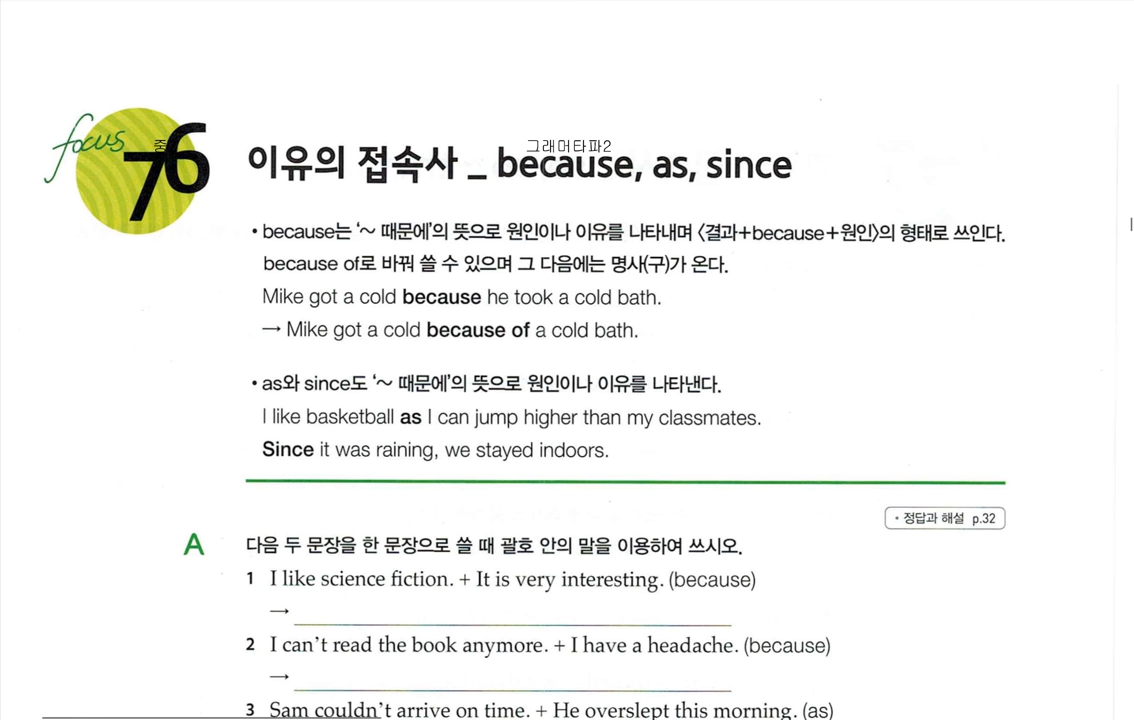 focus
중
76
그래머타파2
이유의 접속사 _ because, as, since
• because는 ‘~ 때문에’의 뜻으로 원인이나 이유를 나타내며 〈결과+because+원인〉의 형태로 쓰인다.
because of로 바꿔 쓸 수 있으며 그 다음에는 명사(구)가 온다.
Mike got a cold because he took a cold bath.
→ Mike got a cold because of a cold bath.
• as와 since도 ‘~ 때문에’의 뜻으로 원인이나 이유를 나타낸다.
I like basketball as I can jump higher than my classmates.
Since it was raining, we stayed indoors.
• 정답과 해설 p.32
A 다음 두 문장을 한 문장으로 쓸 때 괄호 안의 말을 이용하여 쓰시오.
1 I like science fiction. + It is very interesting. (because)
→
2 I can’t read the book anymore. + I have a headache. (because)
→
3 Sam couldn’t arrive on time. + He overslept this morning. (as)